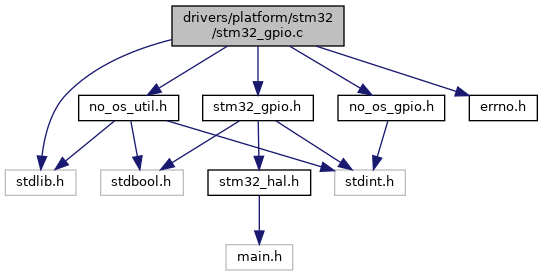 drivers/platform/stm32
/stm32_gpio.c
no_os_util.h
stm32_gpio.h
no_os_gpio.h
errno.h
stdlib.h
stdbool.h
stm32_hal.h
stdint.h
main.h